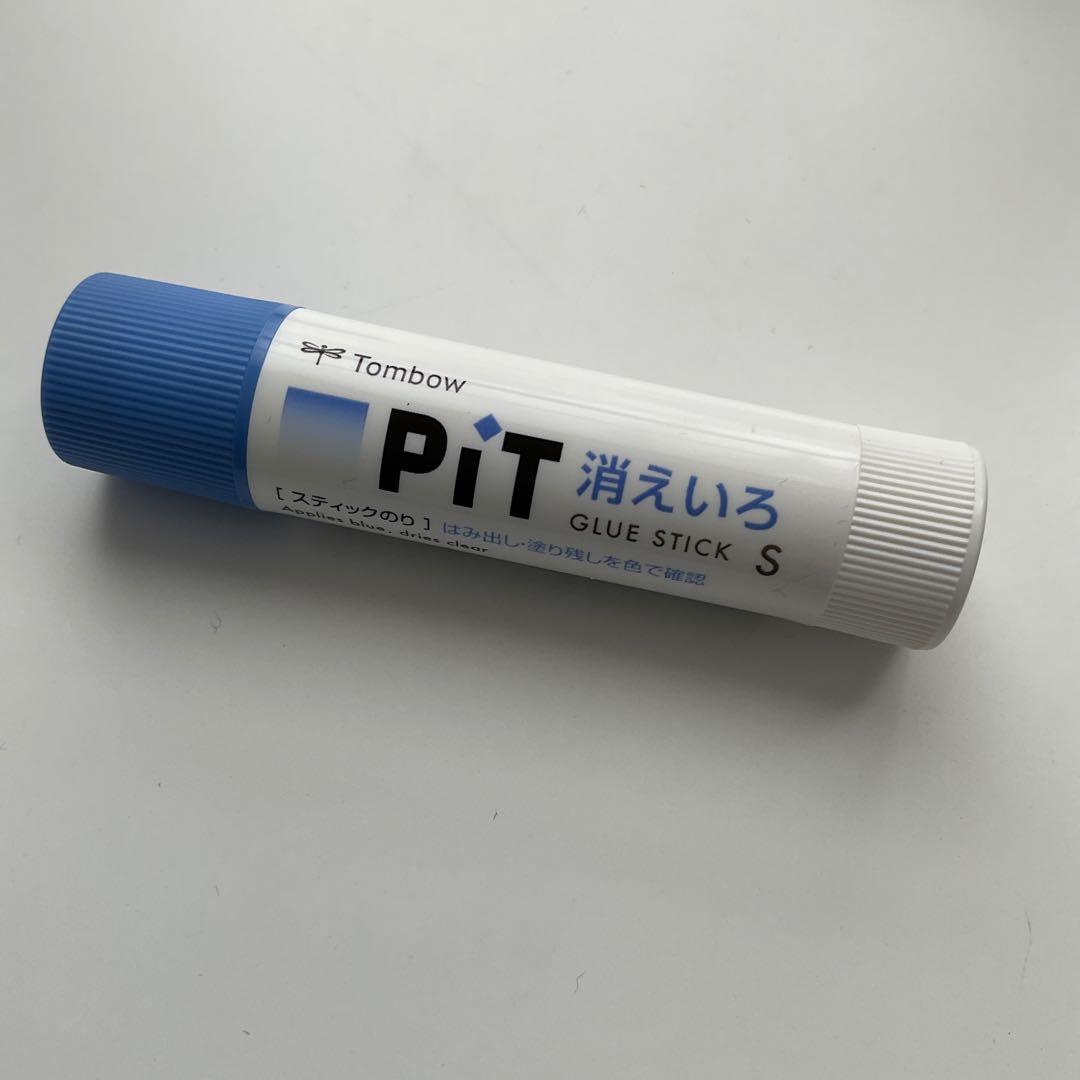 Tombow
PiT 消えいろ
GLUE STICK S
[ スティックのり ] はみ出し・塗り残しを色で確認
Applies blue, dries clear